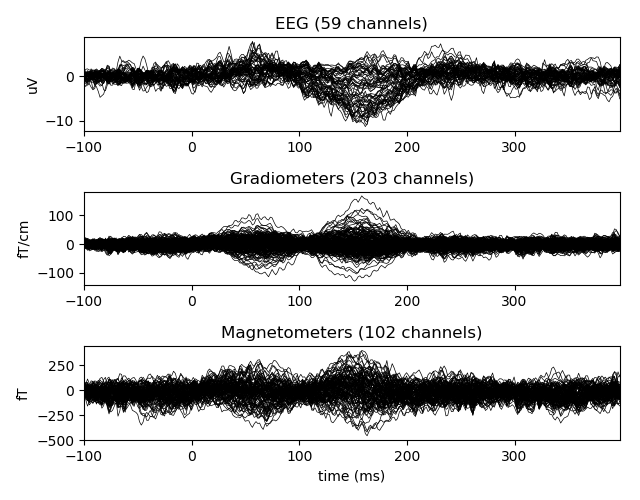 EEG (59 channels)
uV
0
−10
−100 0 100 200 300
Gradiometers (203 channels)
fT/cm
100
0
−100
−100 0 100 200 300
Magnetometers (102 channels)
fT
250
0
−250
−500
−100 0 100 200 300
time (ms)